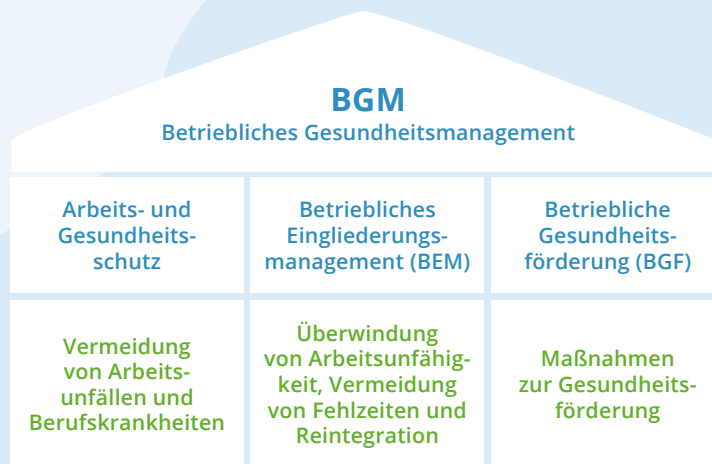 BGM
Betriebliches Gesundheitsmanagement
Arbeits- und
Gesundheits-
schutz
Betriebliches
Eingliederungs-
management (BEM)
Betriebliche
Gesundheits-
förderung (BGF)
Vermeidung
von Arbeits-
unfällen und
Berufskrankheiten
Überwindung
von Arbeitsunfähig-
keit, Vermeidung
von Fehlzeiten und
Reintegration
Maßnahmen
zur Gesundheits-
förderung